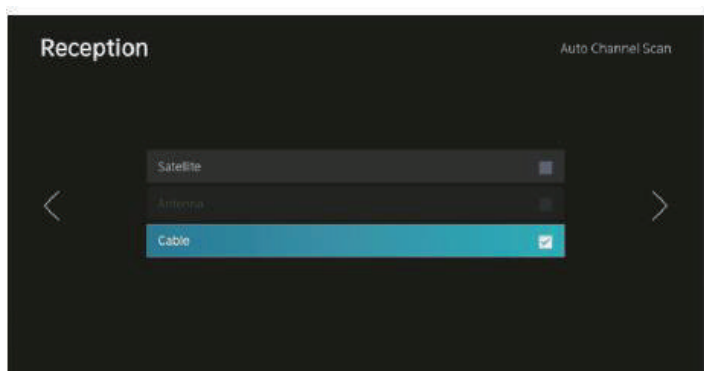 Reception
Auto Channel Scan
Satellite
Antenna
Cable